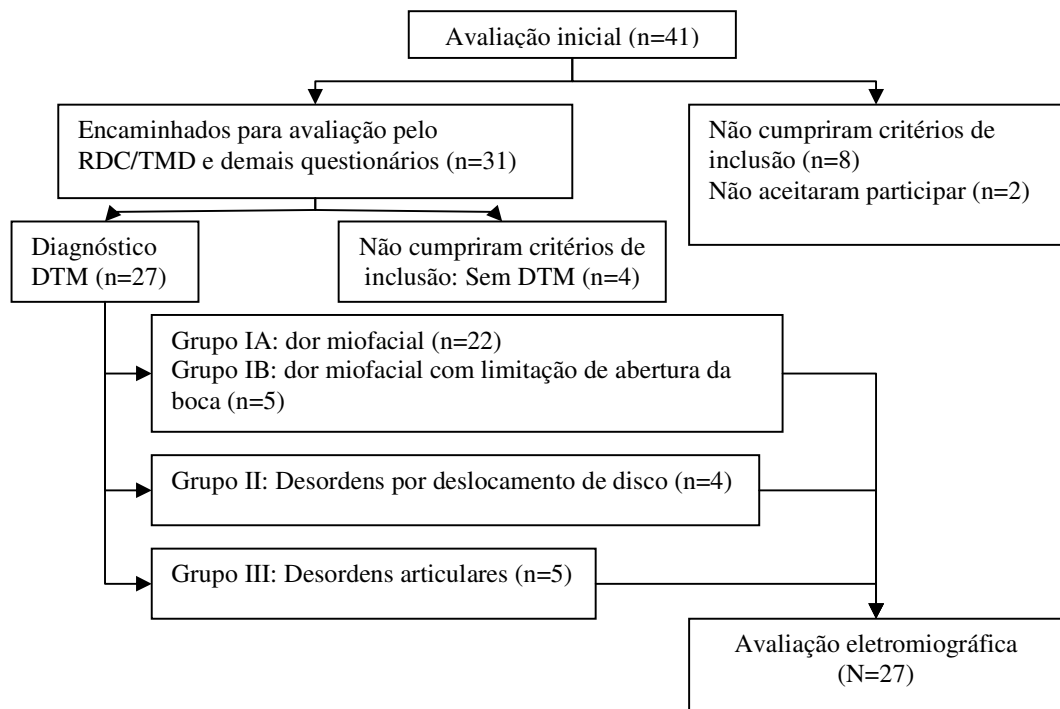 Avaliação inicial (n=41)
Encaminhados para avaliação pelo
RDC/TMD e demais questionários (n=31)
Não cumpriram critérios de
inclusão (n=8)
Não aceitaram participar (n=2)
Diagnóstico
DTM (n=27)
Não cumpriram critérios de
inclusão: Sem DTM (n=4)
Grupo IA: dor miofacial (n=22)
Grupo IB: dor miofacial com limitação de abertura da
boca (n=5)
Grupo II: Desordens por deslocamento de disco (n=4)
Grupo III: Desordens articulares (n=5)
Avaliação eletromiográfica
(N=27)